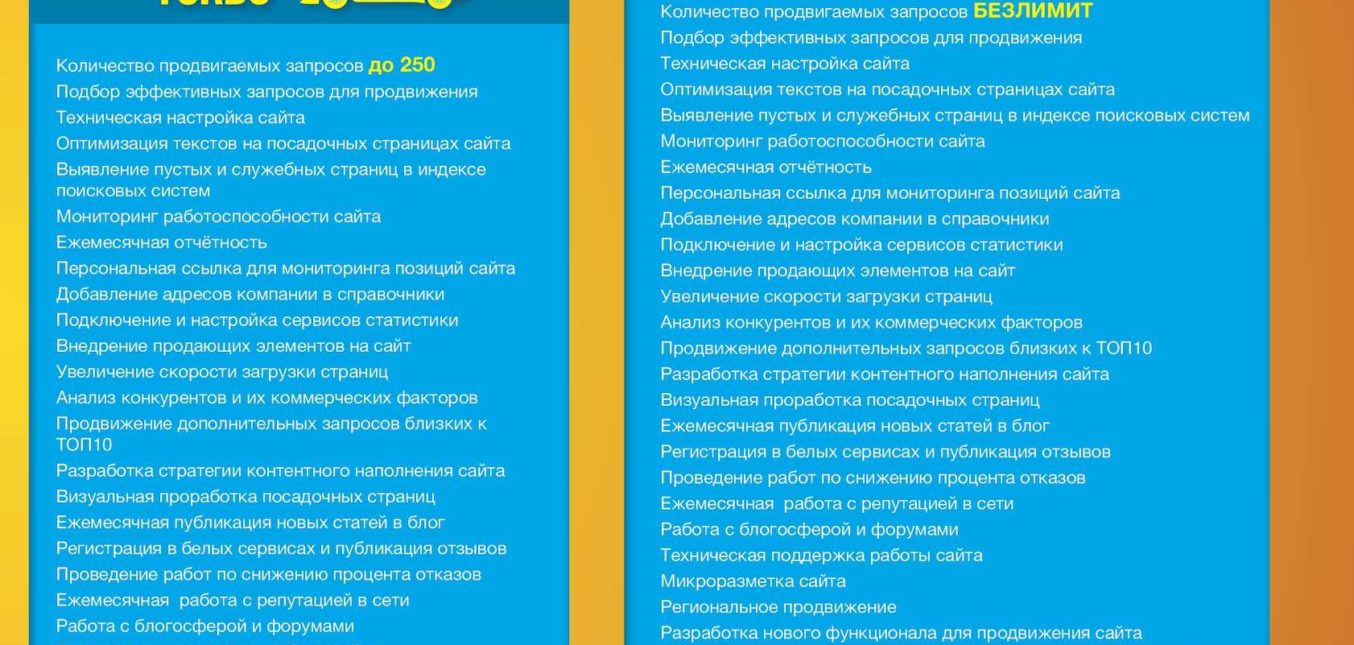 Количество продвигаемых запросов до 250
Подбор эффективных запросов для продвижения
Техническая настройка сайта
Оптимизация текстов на посадочных страницах сайта
Выявление пустых и служебных страниц в индексе
поисковых систем
Мониторинг работоспособности сайта
Ежемесячная отчётность
Персональная ссылка для мониторинга позиций сайта
Добавление адресов компании в справочники
Подключение и настройка сервисов статистики
Внедрение продающих элементов на сайт
Увеличение скорости загрузки страниц
Анализ конкурентов и их коммерческих факторов
Продвижение дополнительных запросов близких к
ТОП10
Разработка стратегии контентного наполнения сайта
Визуальная проработка посадочных страниц
Ежемесячная публикация новых статей в блог
Регистрация в белых сервисах и публикация отзывов
Проведение работ по снижению процента отказов
Ежемесячная  работа с репутацией в сети
Работа с блогосферой и форумами
Количество продвигаемых запросов БЕЗЛИМИТ
Подбор эффективных запросов для продвижения
Техническая настройка сайта
Оптимизация текстов на посадочных страницах сайта
Выявление пустых и служебных страниц в индексе поисковых систем
Мониторинг работоспособности сайта
Ежемесячная отчётность
Персональная ссылка для мониторинга позиций сайта
Добавление адресов компании в справочники
Подключение и настройка сервисов статистики
Внедрение продающих элементов на сайт
Увеличение скорости загрузки страниц
Анализ конкурентов и их коммерческих факторов
Продвижение дополнительных запросов близких к ТОП10
Разработка стратегии контентного наполнения сайта
Визуальная проработка посадочных страниц
Ежемесячная публикация новых статей в блог
Регистрация в белых сервисах и публикация отзывов
Проведение работ по снижению процента отказов
Ежемесячная  работа с репутацией в сети
Работа с блогосферой и форумами
Техническая поддержка работы сайта
Микроразметка сайта
Региональное продвижение
Разработка нового функционала для продвижения сайта